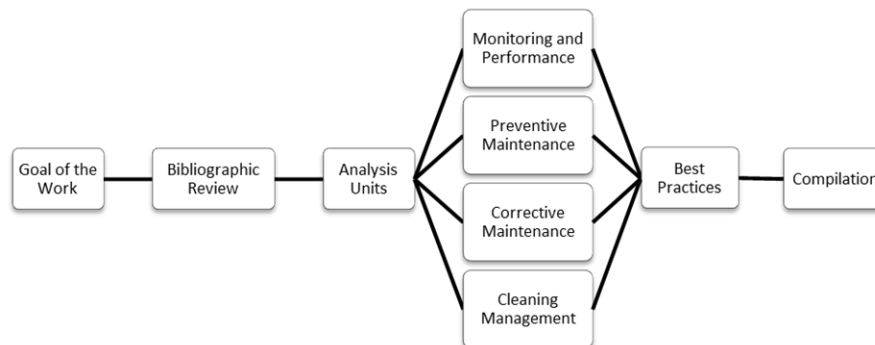 Goal of the
Work
Bibliographic
Review
Analysis
Units
Monitoring and
Performance
Preventive
Maintenance
Corrective
Maintenance
Cleaning
Management
Best
Practices
Compilation